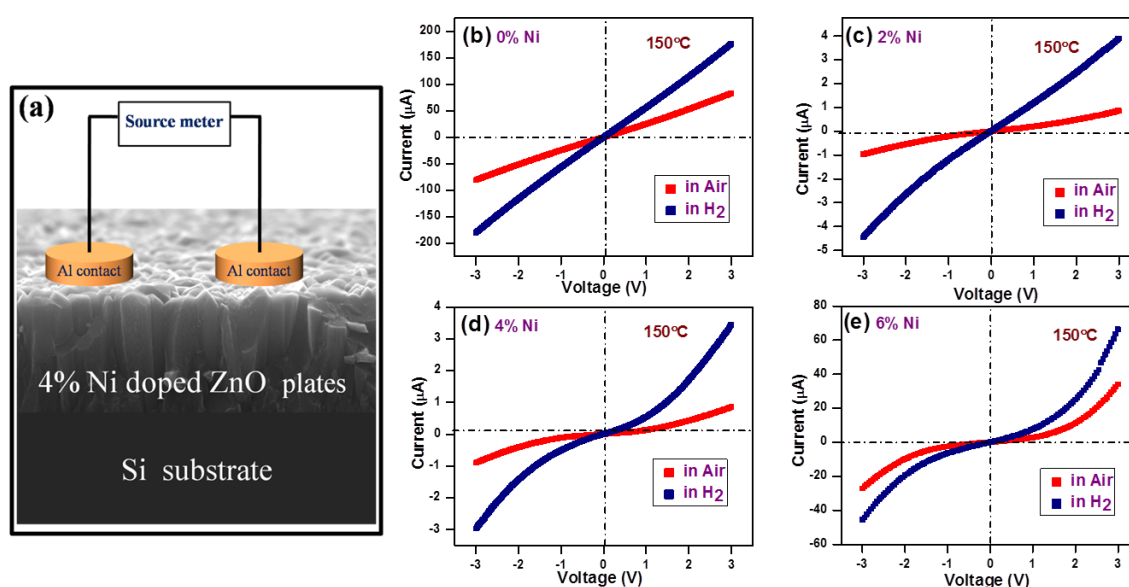 (a)
Source meter
Al contact
Al contact
4% Ni doped ZnO plates
Si substrate
(b) 0% Ni
150°C
200
150
100
50
0
-50
-100
-150
-200
Current (μA)
in Air
in H2
-3 -2 -1 0 1 2 3
Voltage (V)
(c) 2% Ni
150°C
4
3
2
1
0
-1
-2
-3
-4
-5
Current (μA)
in Air
in H2
-3 -2 -1 0 1 2 3
Voltage (V)
(d) 4% Ni
150°C
4
3
2
1
0
-1
-2
-3
Current (μA)
in Air
in H2
-3 -2 -1 0 1 2 3
Voltage (V)
(e) 6% Ni
150°C
80
60
40
20
0
-20
-40
-60
Current (μA)
in Air
in H2
-3 -2 -1 0 1 2 3
Voltage (V)